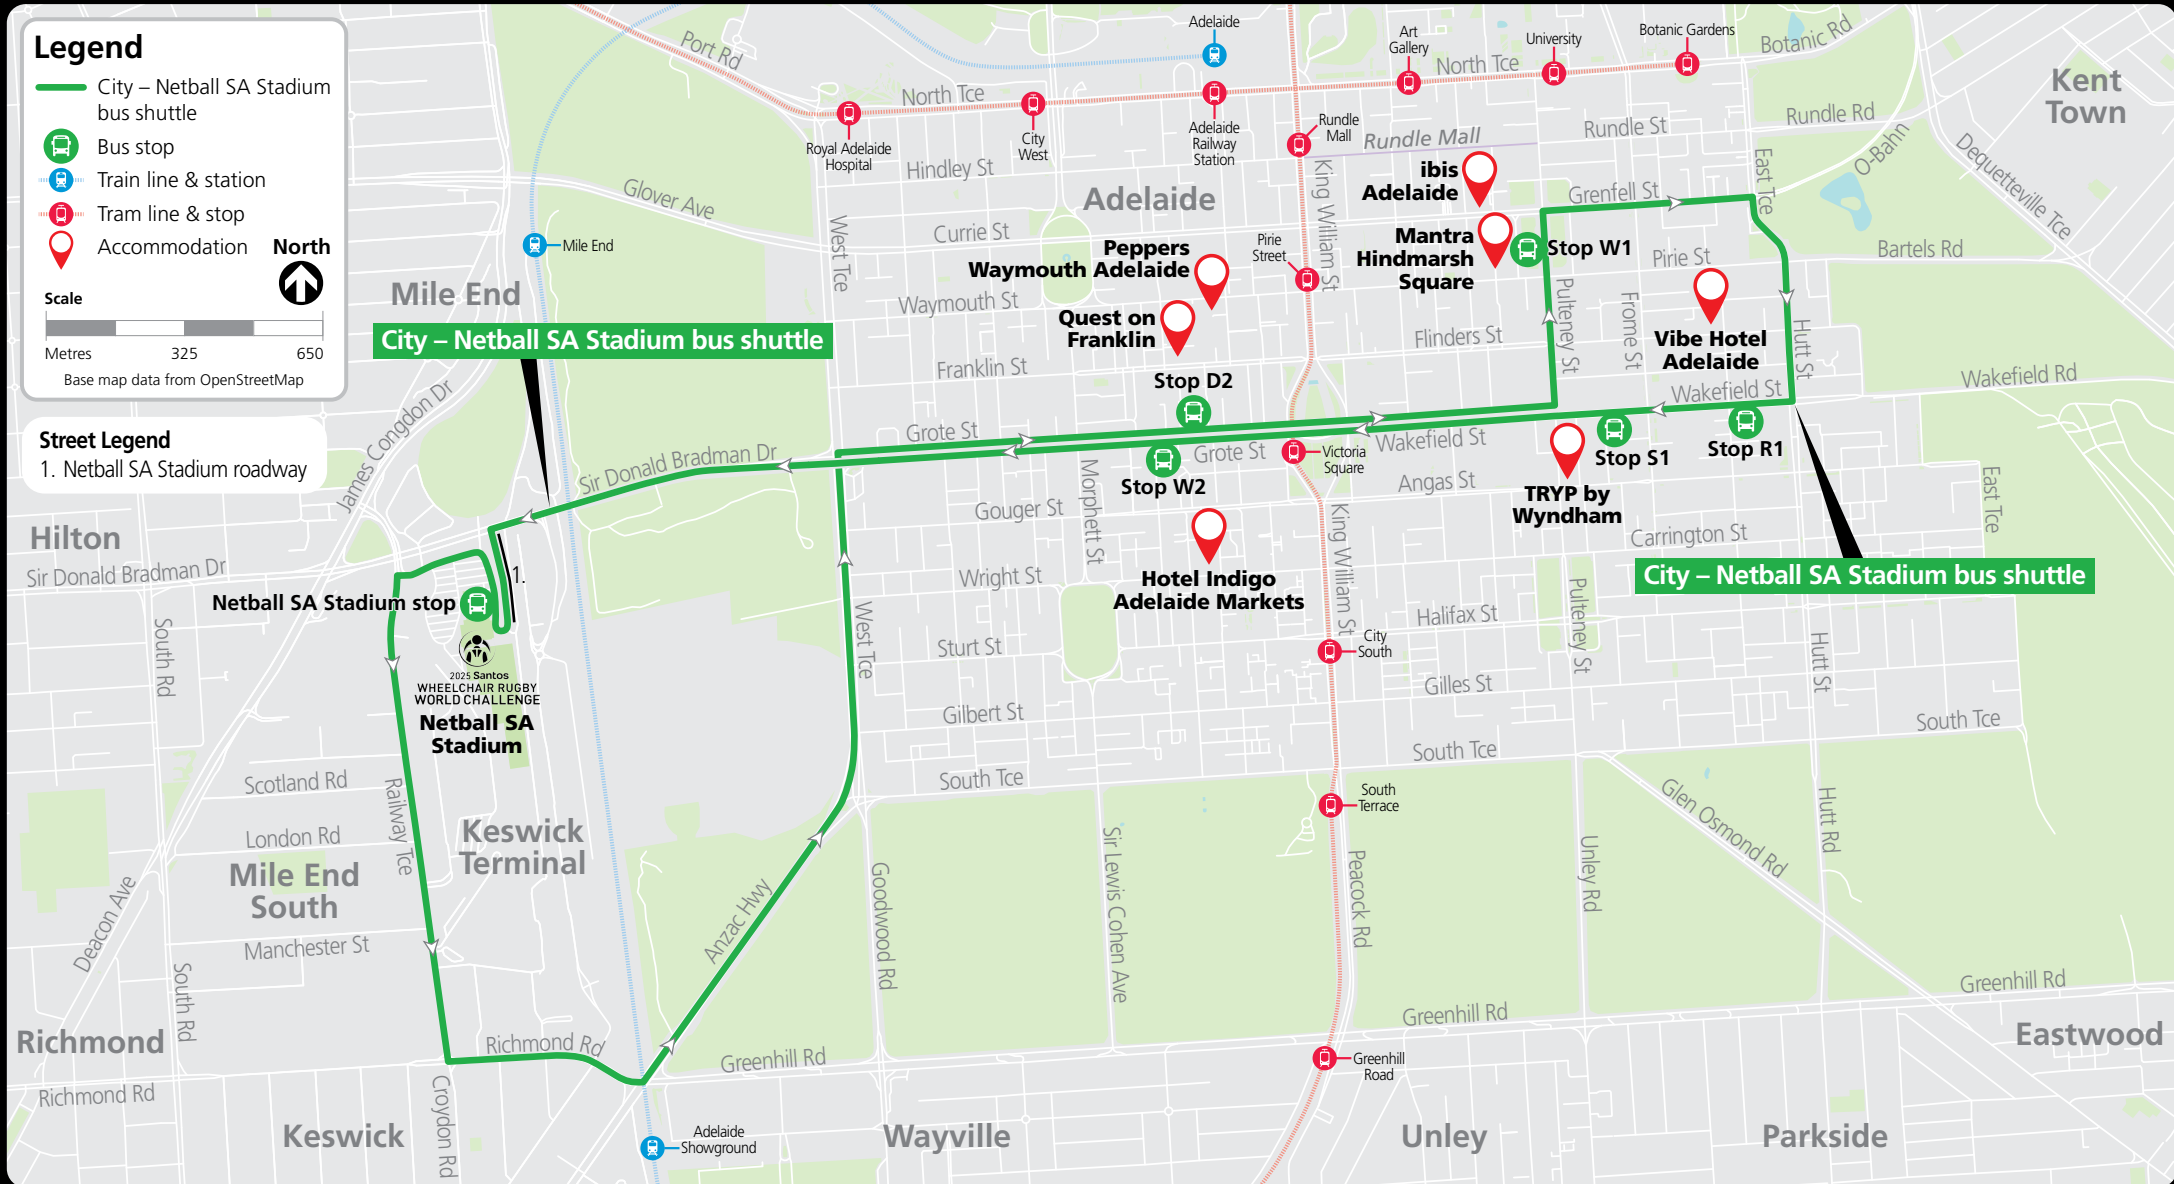 Legend
City – Netball SA Stadium
bus shuttle
Bus stop
Train line & station
Tram line & stop
Accommodation
North
Scale
Metres 325 650
Base map data from OpenStreetMap
Street Legend
1. Netball SA Stadium roadway
Port Rd
Adelaide
Art
Gallery
University
Botanic Gardens
Botanic Rd
Kent
Town
North Tce
North Tce
Royal Adelaide
Hospital
City
West
Adelaide
Railway
Station
Rundle
Mall
Rundle Mall
Rundle St
Rundle Rd
O-Bahn
Dequetteville Tce
Hindley St
Glover Ave
Adelaide
West Tce
Currie St
King William St
ibis
Adelaide
Grenfell St
East Tce
Mile End
Mile End
Peppers
Waymouth Adelaide
Pirie
Street
Mantra
Hindmarsh
Square
Stop W1
Pirie St
Bartels Rd
Waymouth St
Quest on
Franklin
Flinders St
Pulteney St
Frome St
Vibe Hotel
Adelaide
Hutt St
City – Netball SA Stadium bus shuttle
Franklin St
Stop D2
Wakefield St
Wakefield Rd
James Congdon Dr
Sir Donald Bradman Dr
Grote St
Grote St
Stop W2
Victoria
Square
Wakefield St
Stop S1
Stop R1
TRYP by
Wyndham
Angas St
Morphett St
Gouger St
King William St
East Tce
Carrington St
Hilton
Sir Donald Bradman Dr
1.
Wright St
Hotel Indigo
Adelaide Markets
City – Netball SA Stadium bus shuttle
Netball SA Stadium stop
South Rd
West Tce
Halifax St
Pulteney St
Hutt St
Sturt St
City
South
2025 Santos
WHEELCHAIR RUGBY
WORLD CHALLENGE
Netball SA
Stadium
Gilles St
Gilbert St
South Tce
South Tce
South Tce
Scotland Rd
Railway Tce
South
Terrace
Glen Osmond Rd
Hutt Rd
London Rd
Keswick
Terminal
Mile End
South
Deacon Ave
Manchester St
South Rd
Anzac Hwy
Goodwood Rd
Sir Lewis Cohen Ave
Peacock Rd
Unley Rd
Greenhill Rd
Richmond
Richmond Rd
Greenhill Rd
Greenhill Rd
Eastwood
Greenhill
Road
Richmond Rd
Croydon Rd
Keswick
Adelaide
Showground
Wayville
Unley
Parkside